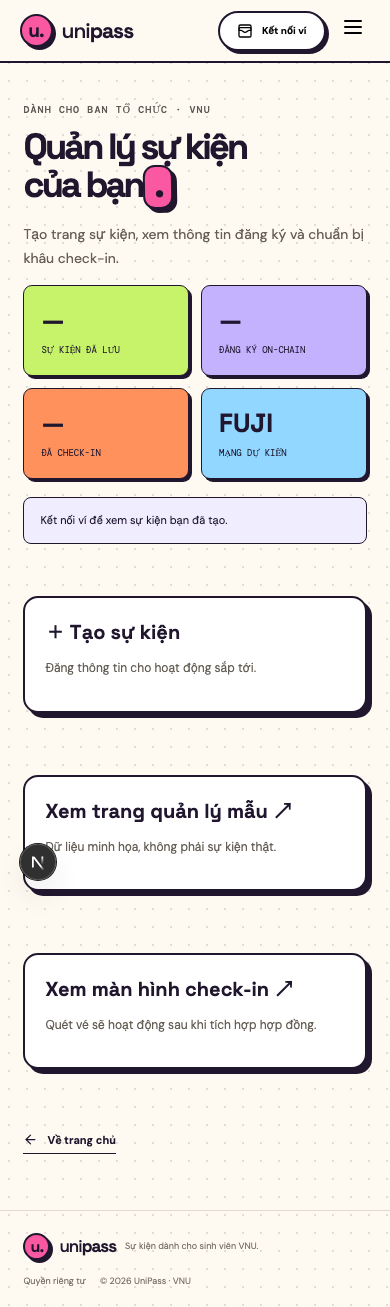 u. unipass
Kết nối ví
DÀNH CHO BAN TỔ CHỨC · VNU
Quản lý sự kiện
của bạn.
Tạo trang sự kiện, xem thông tin đăng ký và chuẩn bị
khâu check-in.
—
SỰ KIỆN ĐÃ LƯU
—
ĐĂNG KÝ ON-CHAIN
—
ĐÃ CHECK-IN
FUJI
MẠNG DỰ KIẾN
Kết nối ví để xem sự kiện bạn đã tạo.
+ Tạo sự kiện
Đăng thông tin cho hoạt động sắp tới.
Xem trang quản lý mẫu ↗
Dữ liệu minh họa, không phải sự kiện thật.
N
Xem màn hình check-in ↗
Quét vé sẽ hoạt động sau khi tích hợp hợp đồng.
← Về trang chủ
u. unipass Sự kiện dành cho sinh viên VNU.
Quyền riêng tư © 2026 UniPass · VNU